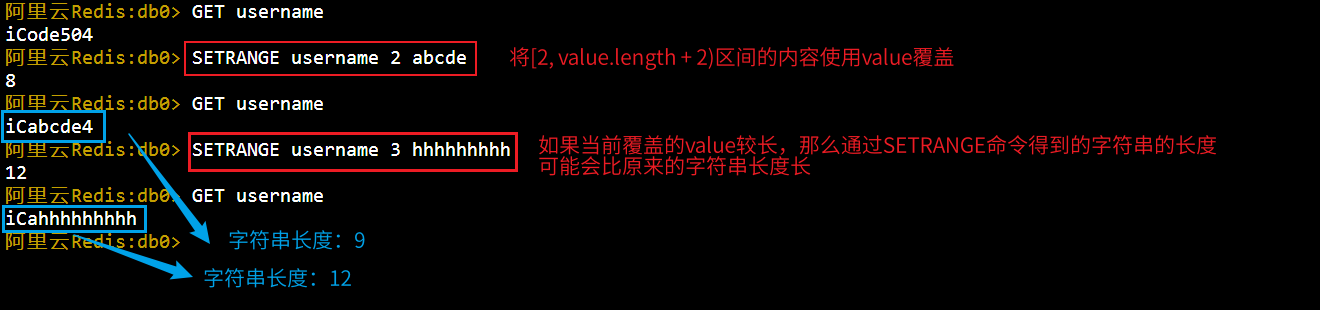 阿里云Redis:db0> GET username
iCode504
阿里云Redis:db0> SETRANGE username 2 abcde 将[2, value.length + 2)区间的内容使用value覆盖
8
阿里云Redis:db0> GET username
iCabcde4
阿里云Redis:db0> SETRANGE username 3 hhhhhhhhh 如果当前覆盖的value较长，那么通过SETRANGE命令得到的字符串的长度
可能会比原来的字符串长度长
12
阿里云Redis:db0> GET username
iCahhhhhhhhh
阿里云Redis:db0> 字符串长度：9
字符串长度：12